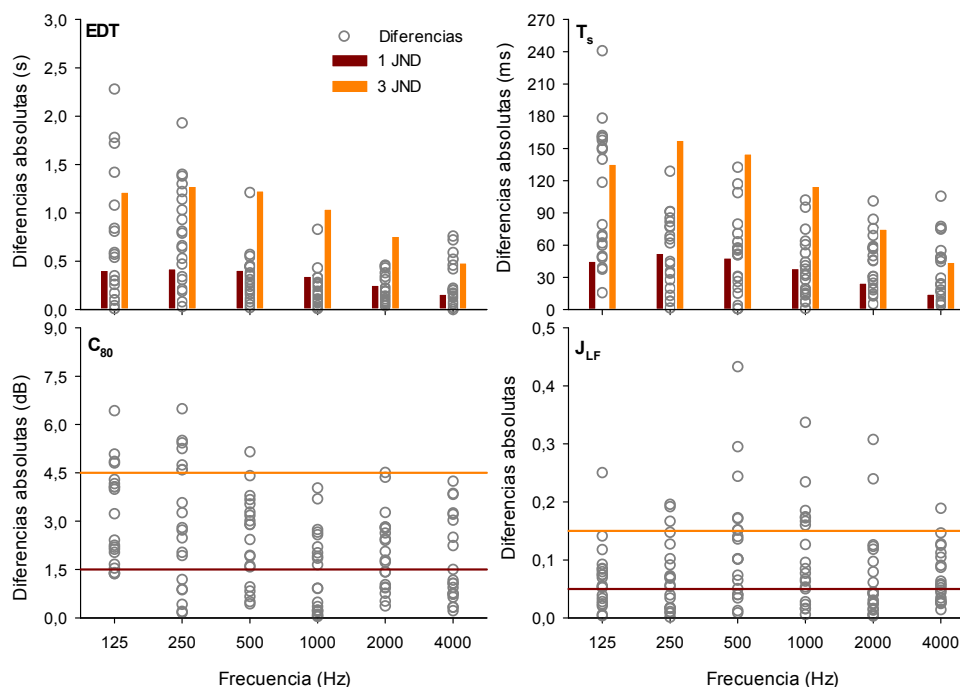 EDT
Diferencias absolutas (s)
3,0
2,5
2,0
1,5
1,0
0,5
0,0
Diferencias
1 JND
3 JND
Ts
Diferencias absolutas (ms)
270
240
210
180
150
120
90
60
30
0
C80
Diferencias absolutas (dB)
9,0
7,5
6,0
4,5
3,0
1,5
0,0
125 250 500 1000 2000 4000
Frecuencia (Hz)
JLF
Diferencias absolutas
0,5
0,4
0,3
0,2
0,1
0,0
125 250 500 1000 2000 4000
Frecuencia (Hz)